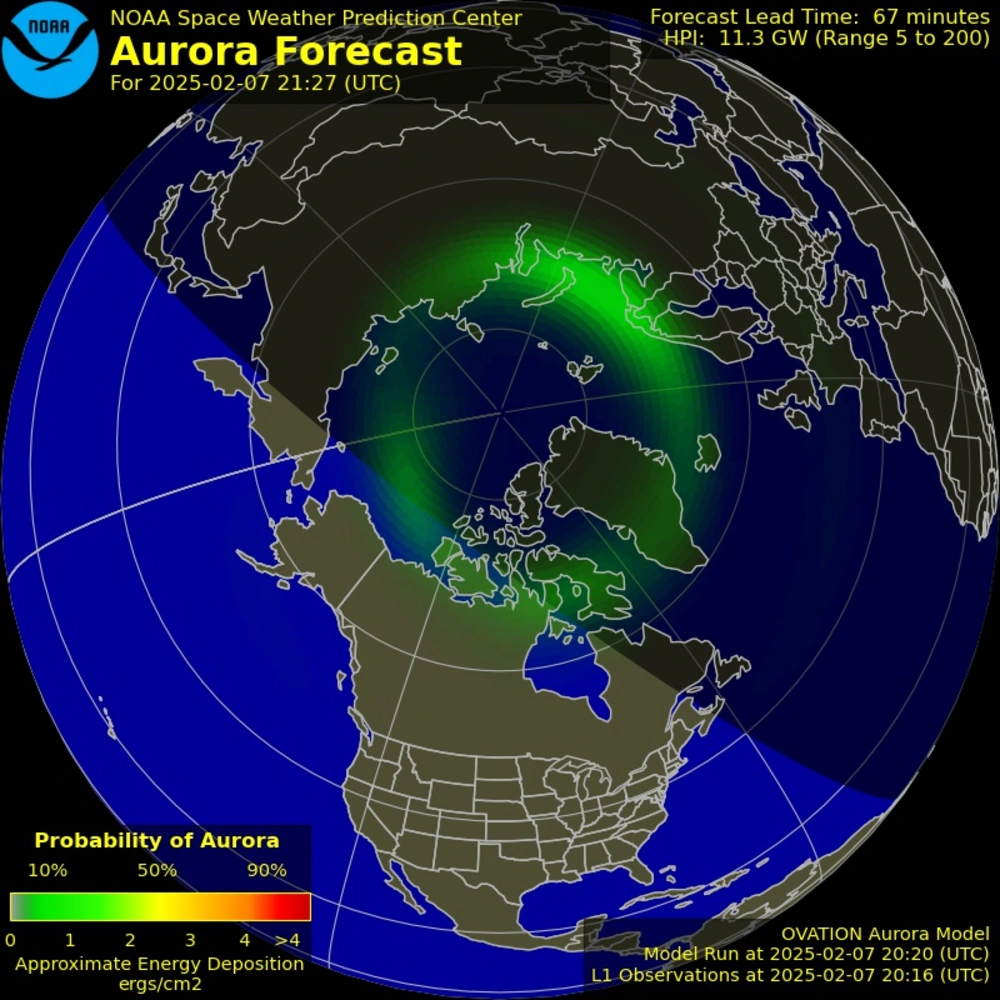 NOAA
NOAA Space Weather Prediction Center
Aurora Forecast
For 2025-02-07 21:27 (UTC)
Forecast Lead Time: 67 minutes
HPI: 11.3 GW (Range 5 to 200)
Probability of Aurora
10% 50% 90%
0 1 2 3 4 >4
Approximate Energy Deposition
ergs/cm2
OVATION Aurora Model
Model Run at 2025-02-07 20:20 (UTC)
L1 Observations at 2025-02-07 20:16 (UTC)